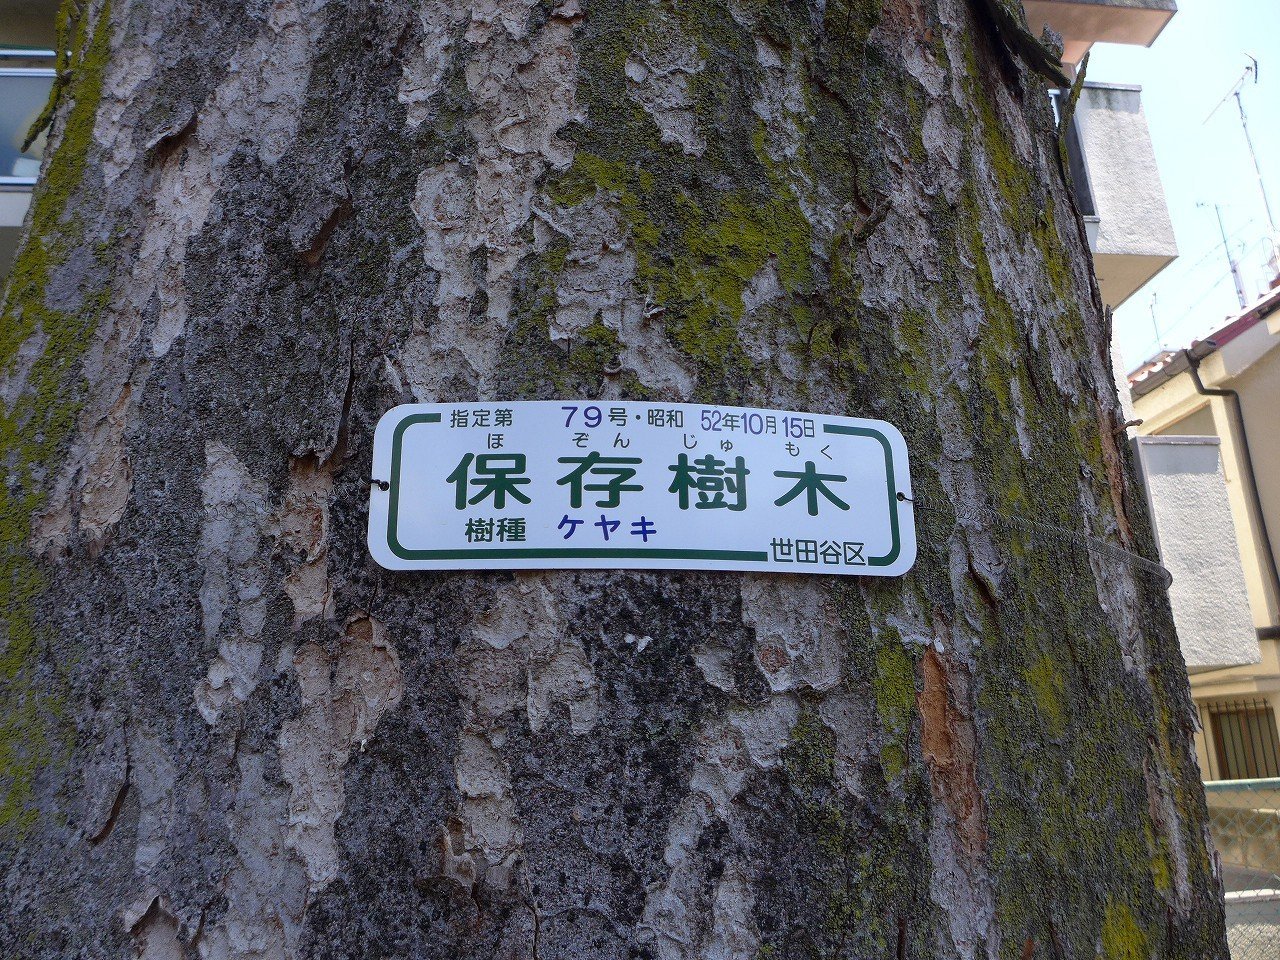 指定第 79号・昭和 52年10月15日
ほ ぞん じゅ もく
保存樹木
樹種 ケヤキ
世田谷区